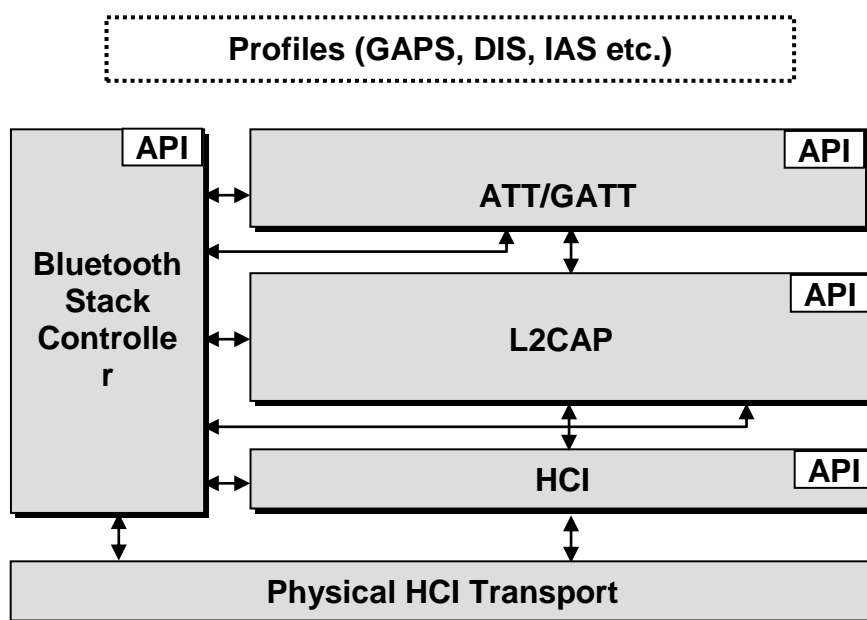 Profiles (GAPS, DIS, IAS etc.)
API
Bluetooth
Stack
Controlle
r
API
ATT/GATT
API
L2CAP
API
HCI
Physical HCI Transport